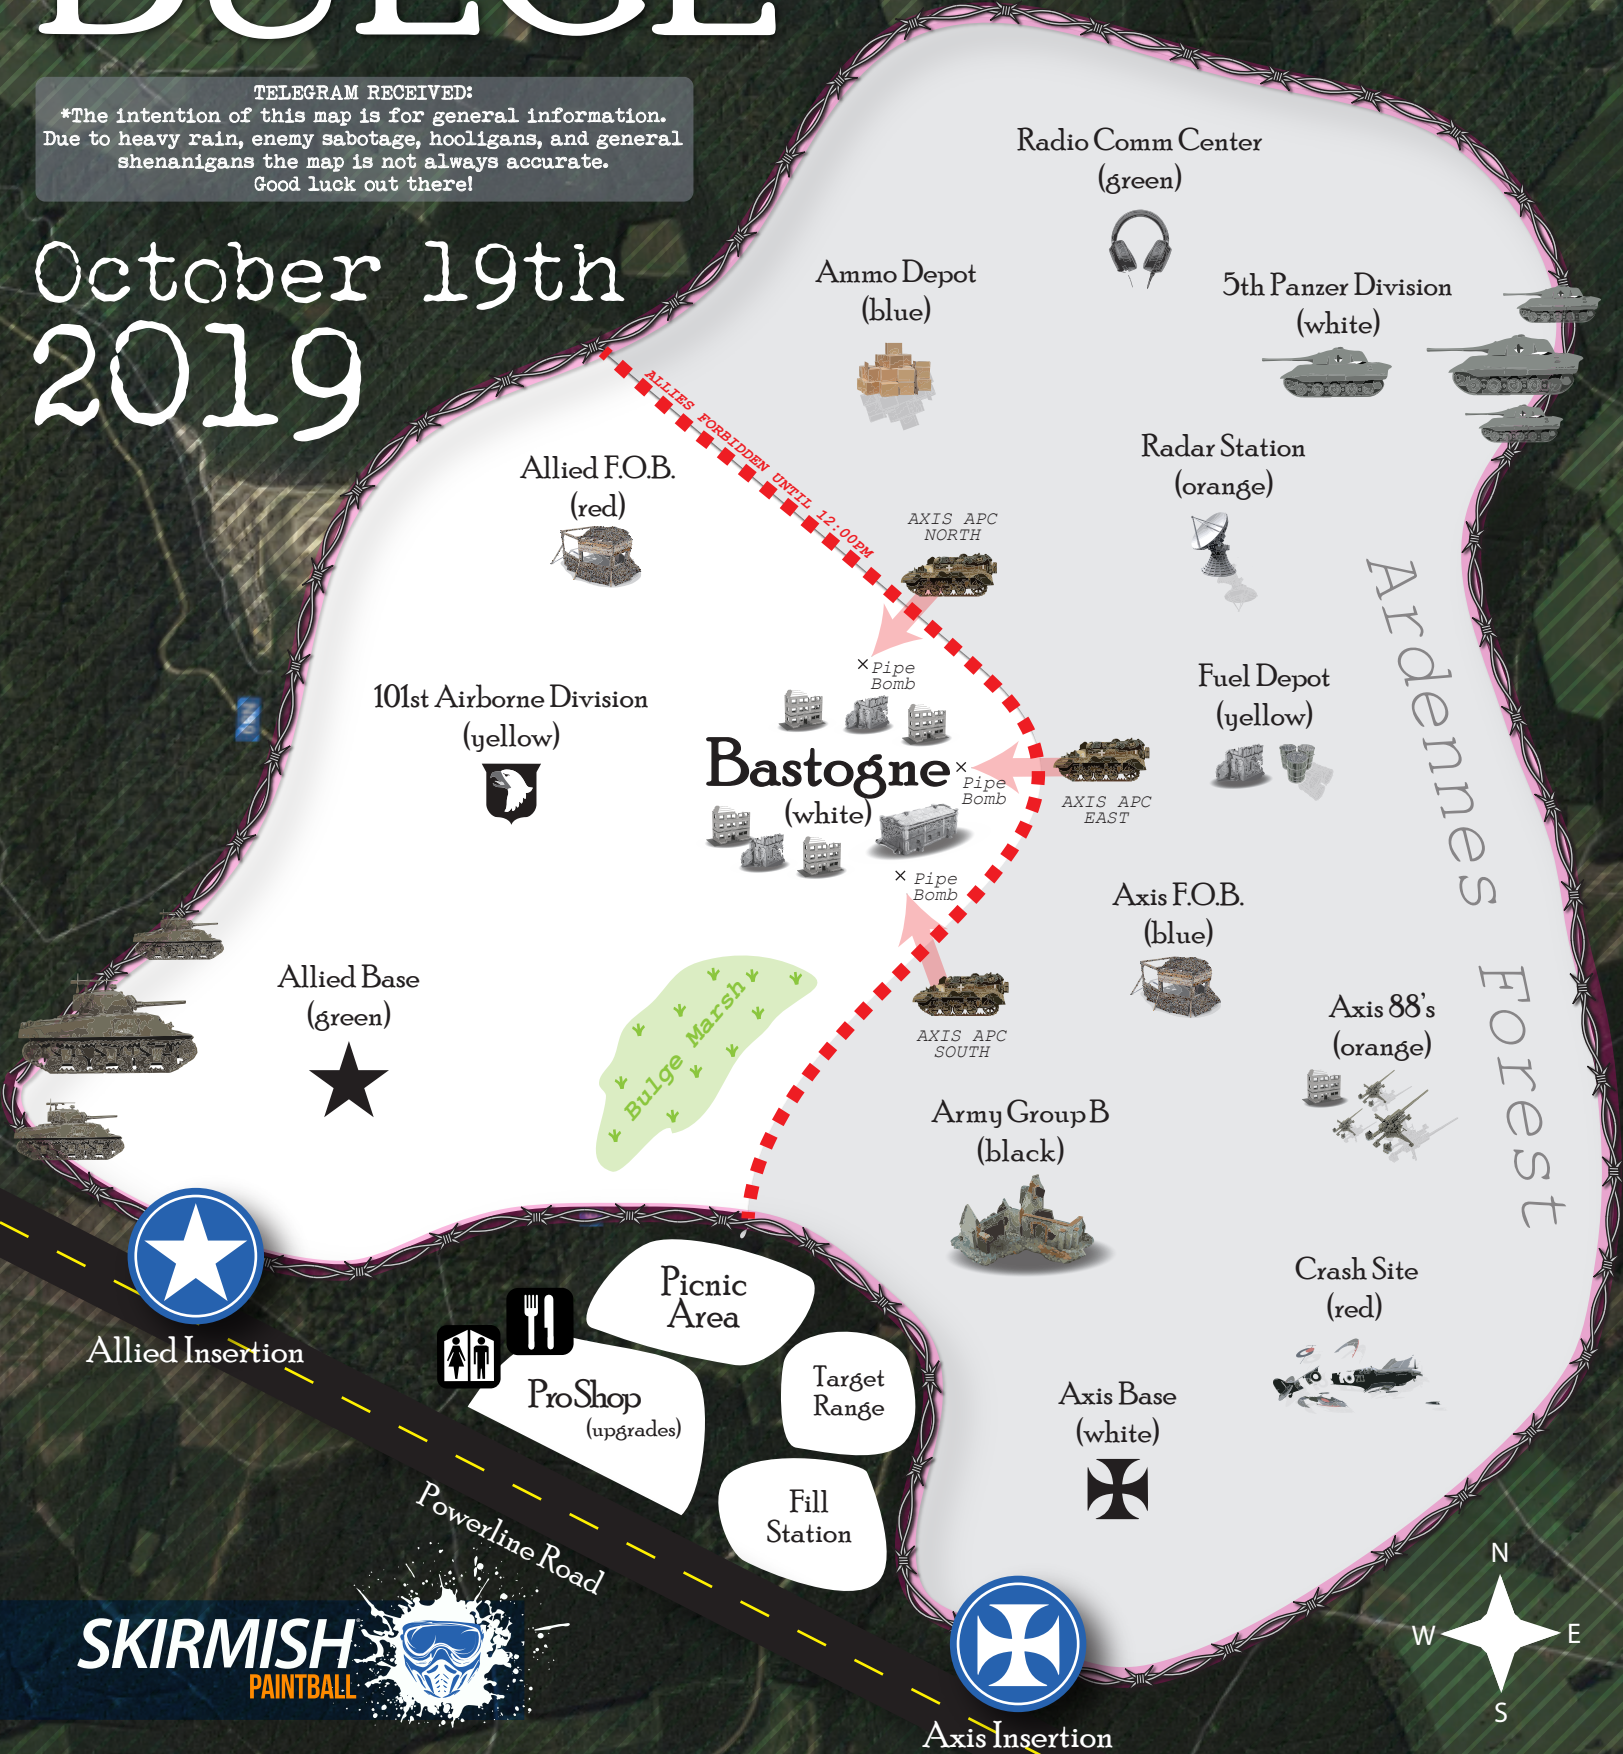 BULGE
TELEGRAM RECEIVED:
*The intention of this map is for general information.
Due to heavy rain, enemy sabotage, hooligans, and general
shenanigans the map is not always accurate.
Good luck out there!
October 19th
2019
Radio Comm Center
(green)
Ammo Depot
(blue)
5th Panzer Division
(white)
ALLIES FORBIDDEN UNTIL 12:00PM
Allied F.O.B.
(red)
Radar Station
(orange)
AXIS APC
NORTH
Pipe
Bomb
101st Airborne Division
(yellow)
Fuel Depot
(yellow)
Bastogne
(white)
Pipe
Bomb
AXIS APC
EAST
Pipe
Bomb
Ardennes Forest
Axis F.O.B.
(blue)
Allied Base
(green)
Bulge Marsh
AXIS APC
SOUTH
Axis 88's
(orange)
Army Group B
(black)
Crash Site
(red)
Allied Insertion
Picnic
Area
Target
Range
Pro Shop
(upgrades)
Axis Base
(white)
Fill
Station
Powerline Road
SKIRMISH
PAINTBALL
Axis Insertion
N
W
E
S